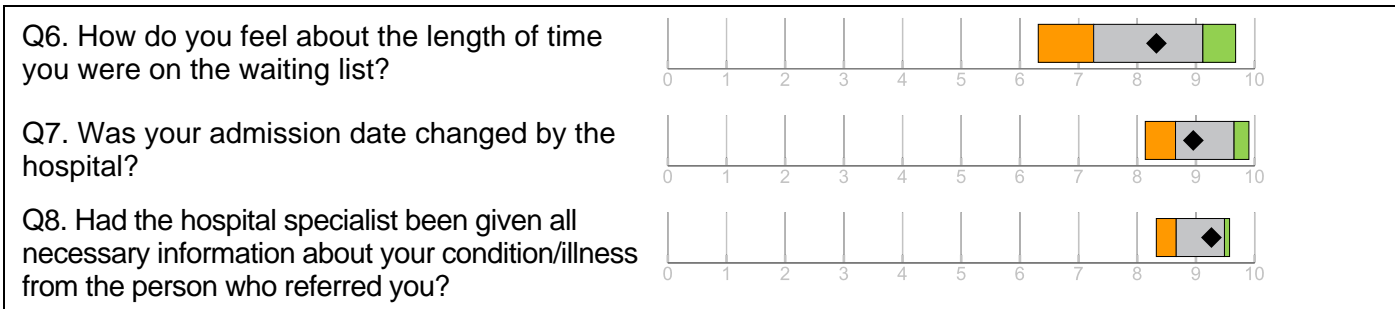 Q6. How do you feel about the length of time
you were on the waiting list?
0 1 2 3 4 5 6 7 8 9 10
Q7. Was your admission date changed by the
hospital?
0 1 2 3 4 5 6 7 8 9 10
Q8. Had the hospital specialist been given all
necessary information about your condition/illness
from the person who referred you?
0 1 2 3 4 5 6 7 8 9 10